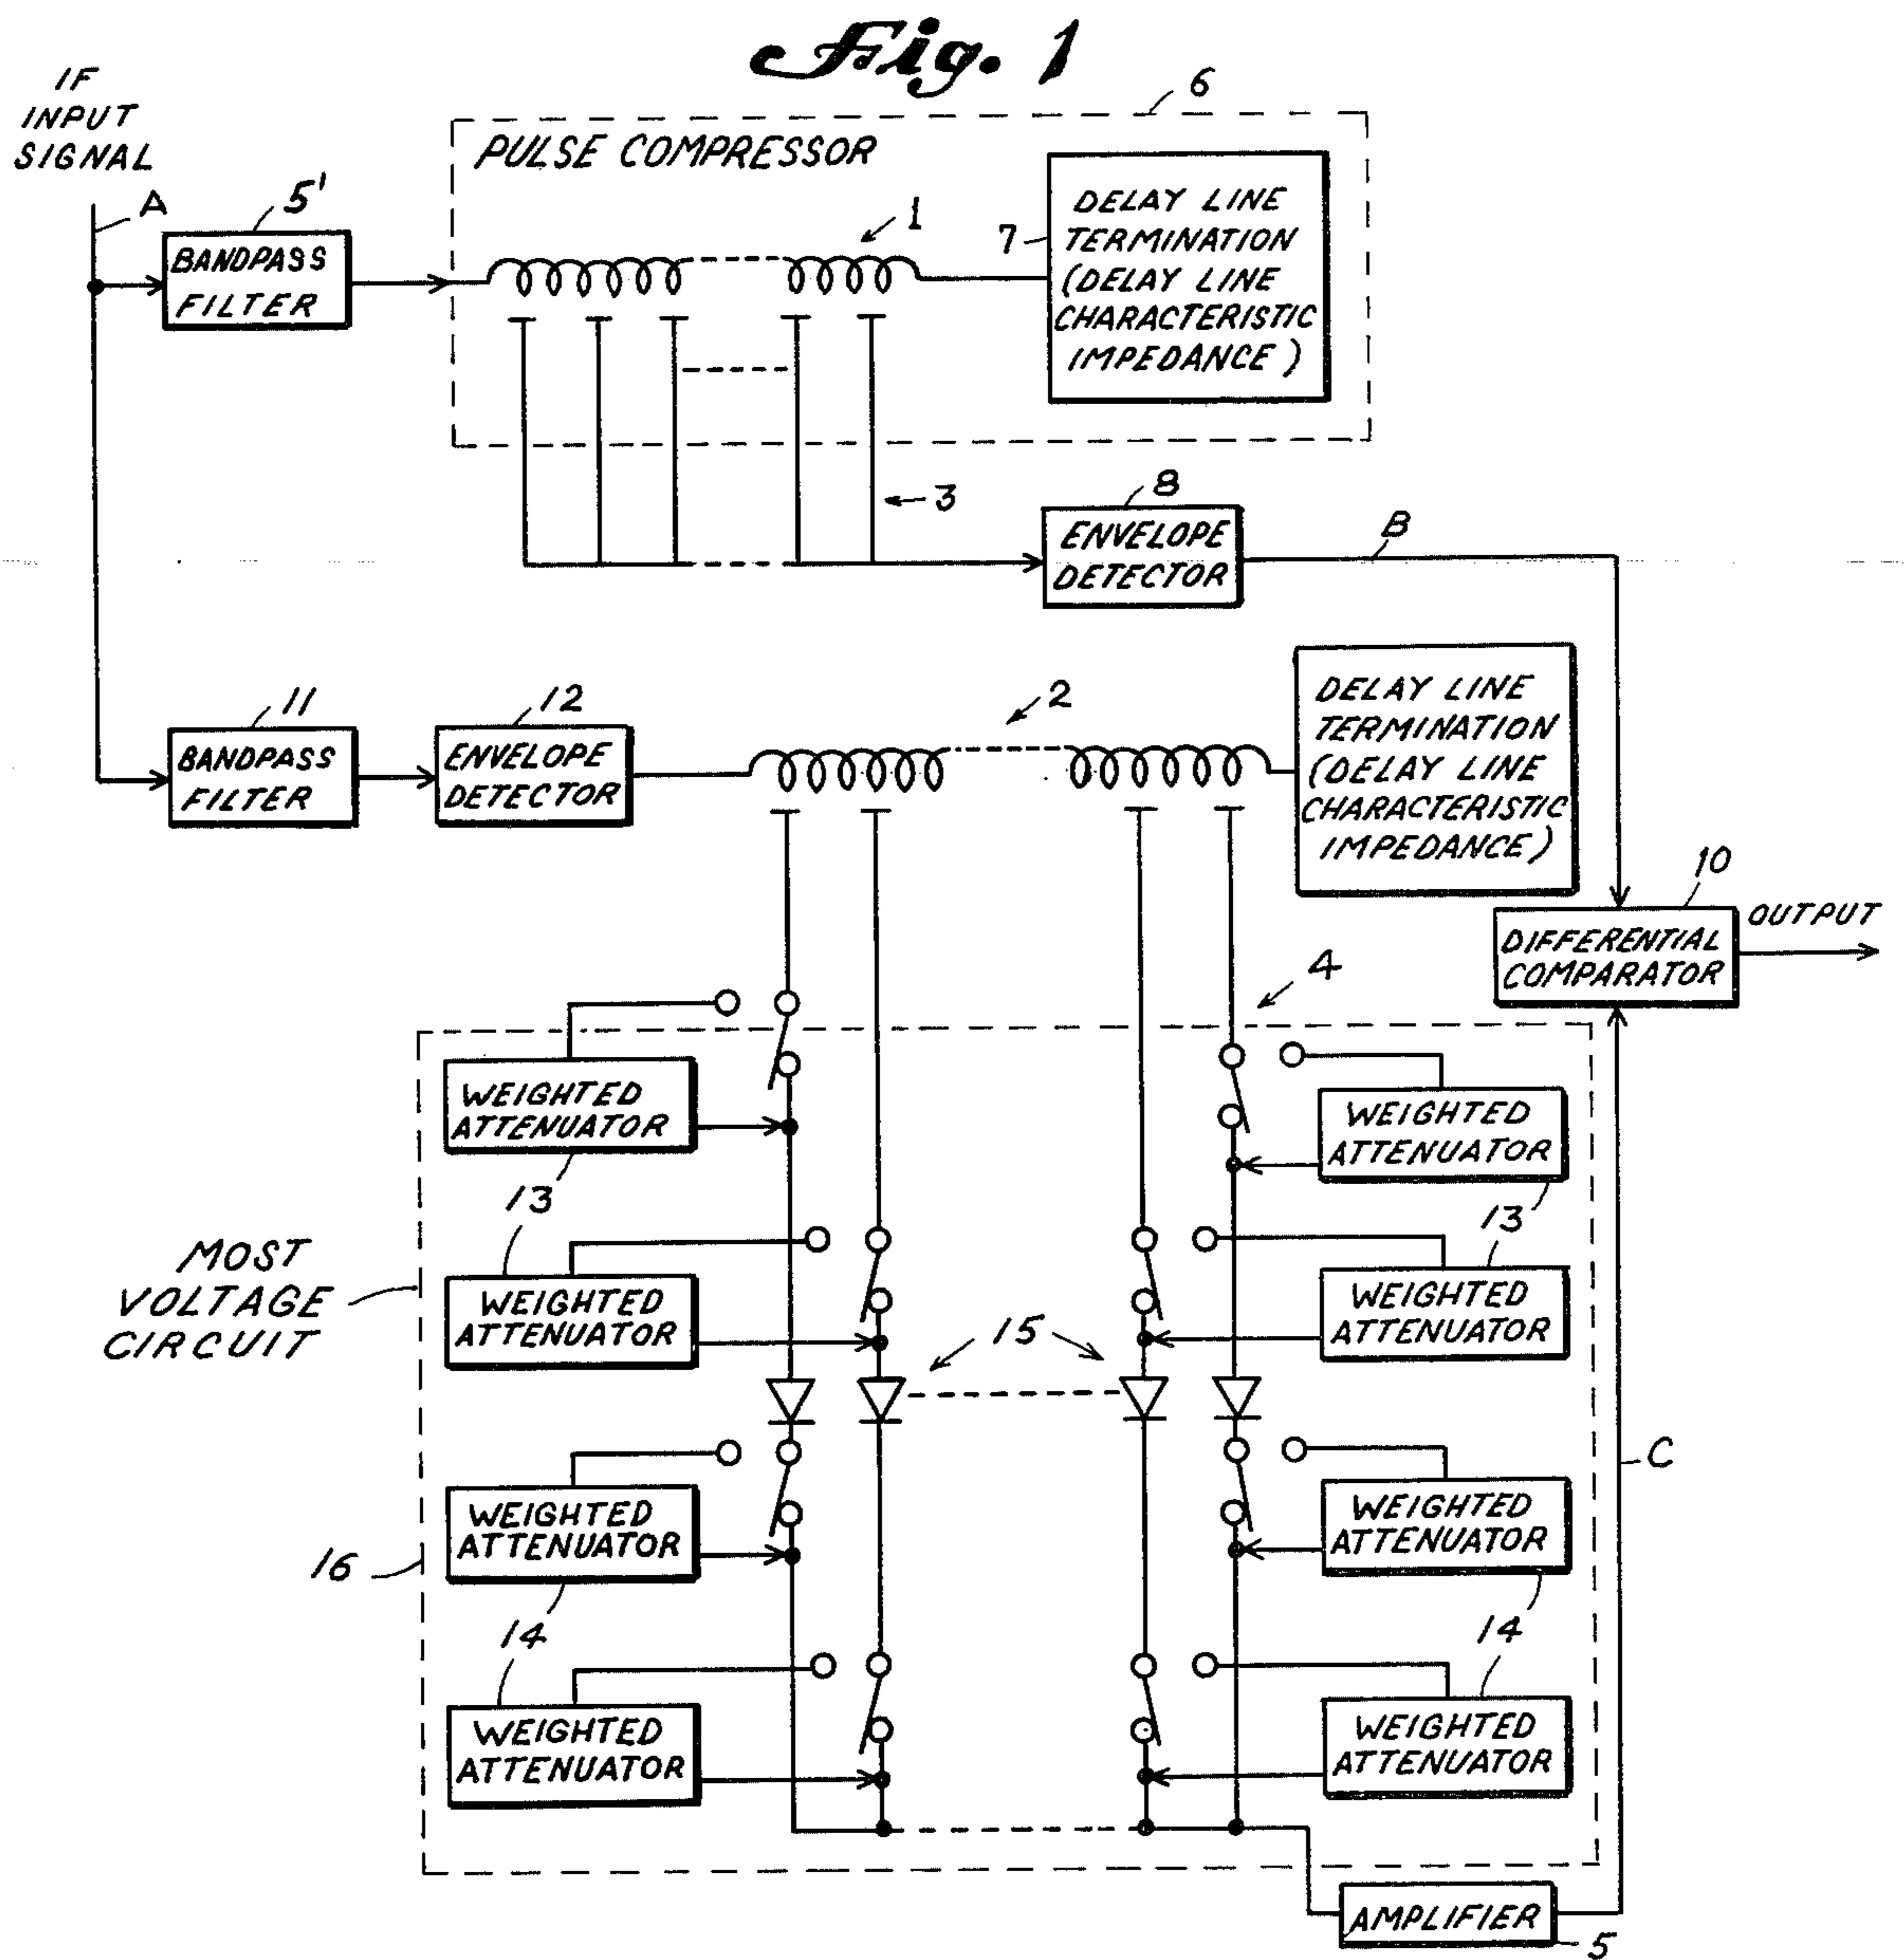 Fig. 1
IF
INPUT
SIGNAL
A
5'
BANDPASS
FILTER
6
PULSE COMPRESSOR
1
7
DELAY LINE
TERMINATION
(DELAY LINE
CHARACTERISTIC
IMPEDANCE)
3
8
ENVELOPE
DETECTOR
B
11
BANDPASS
FILTER
12
ENVELOPE
DETECTOR
2
DELAY LINE
TERMINATION
(DELAY LINE
CHARACTERISTIC
IMPEDANCE)
10
DIFFERENTIAL
COMPARATOR
OUTPUT
4
WEIGHTED
ATTENUATOR
13
WEIGHTED
ATTENUATOR
13
MOST
VOLTAGE
CIRCUIT
WEIGHTED
ATTENUATOR
13
WEIGHTED
ATTENUATOR
15
C
16
WEIGHTED
ATTENUATOR
14
WEIGHTED
ATTENUATOR
14
WEIGHTED
ATTENUATOR
14
WEIGHTED
ATTENUATOR
AMPLIFIER
5